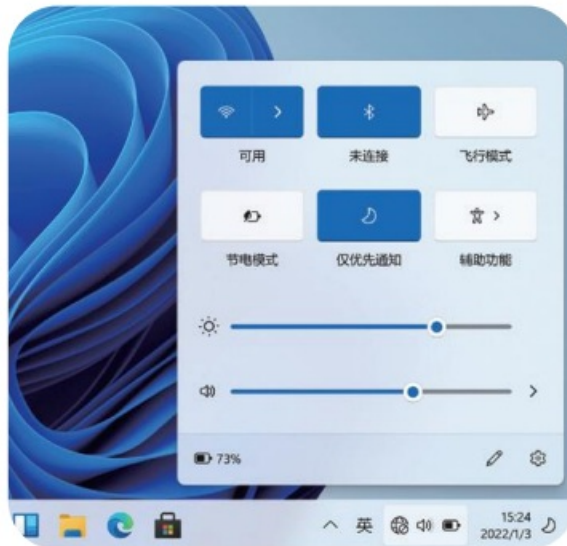 可用 未连接 飞行模式
节电模式 仅优先通知 辅助功能
73%
英 15:24
2022/1/3